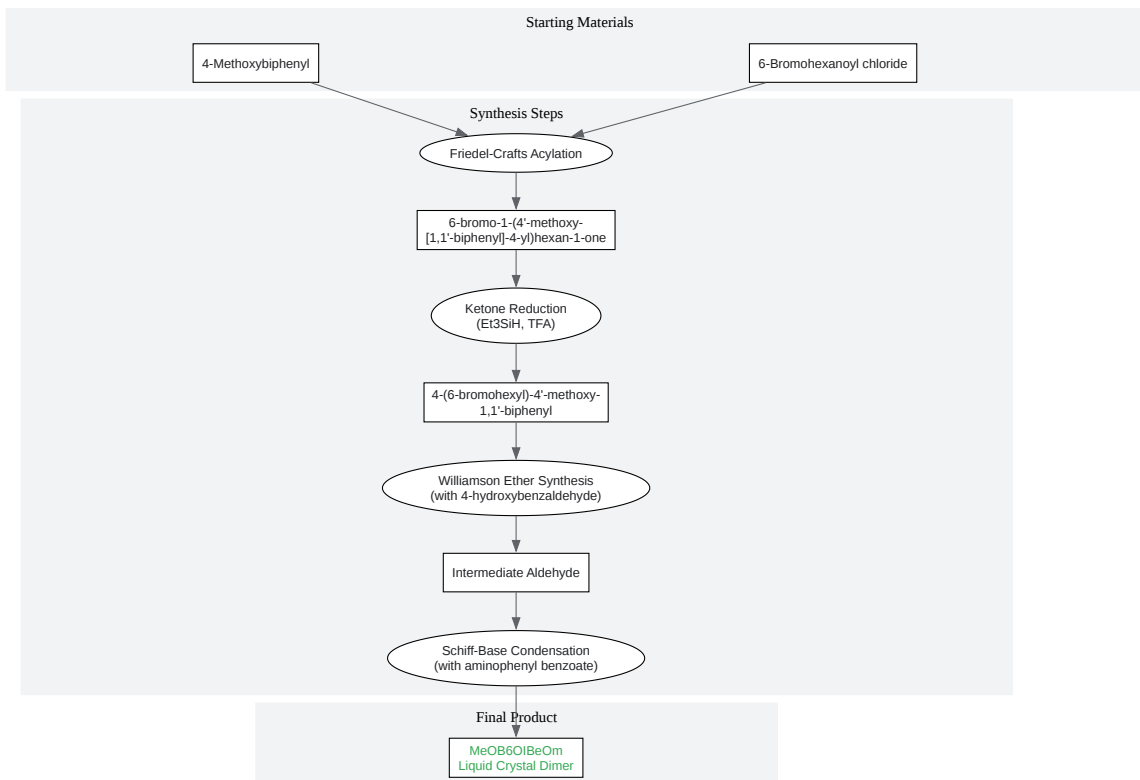 Starting Materials
4-Methoxybiphenyl
6-Bromohexanoyl chloride
Synthesis Steps
Friedel-Crafts Acylation
6-bromo-1-(4'-methoxy-
[1,1'-biphenyl]-4-yl)hexan-1-one
Ketone Reduction
(Et3SiH, TFA)
4-(6-bromohexyl)-4'-methoxy-
1,1'-biphenyl
Williamson Ether Synthesis
(with 4-hydroxybenzaldehyde)
Intermediate Aldehyde
Schiff-Base Condensation
(with aminophenyl benzoate)
Final Product
MeOB6OIBeOm
Liquid Crystal Dimer